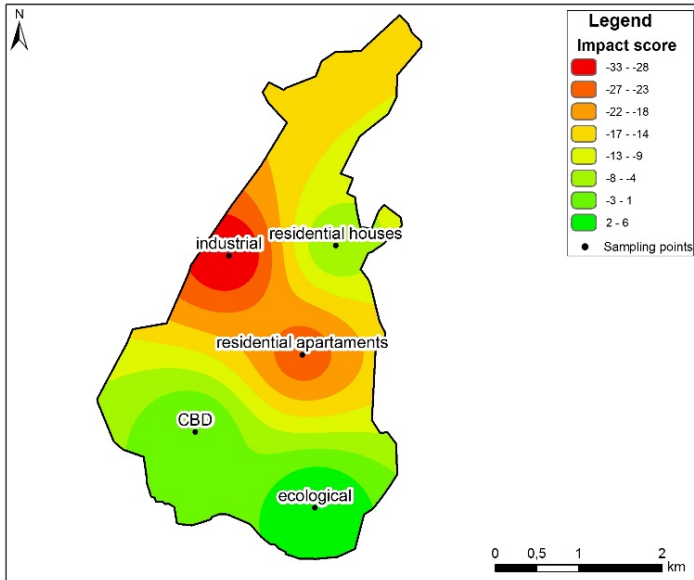 N
Legend
Impact score
-33 - -28
-27 - -23
-22 - -18
-17 - -14
-13 - -9
-8 - -4
-3 - 1
2 - 6
Sampling points
residential houses
industrial
residential apartaments
CBD
ecological
0 0,5 1 2
km